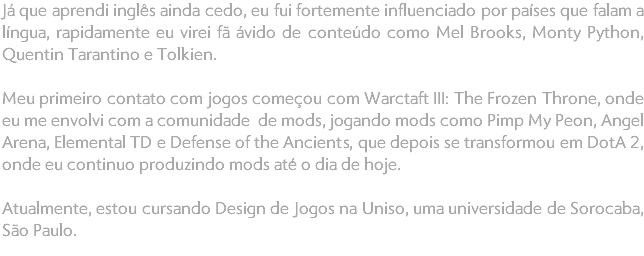 Já que aprendi inglês ainda cedo, eu fui fortemente influenciado por países que falam a
língua, rapidamente eu virei fã ávido de conteúdo como Mel Brooks, Monty Python,
Quentin Tarantino e Tolkien.
Meu primeiro contato com jogos começou com Warctaft III: The Frozen Throne, onde
eu me envolvi com a comunidade  de mods, jogando mods como Pimp My Peon, Angel
Arena, Elemental TD e Defense of the Ancients, que depois se transformou em DotA 2,
onde eu continuo produzindo mods até o dia de hoje.
Atualmente, estou cursando Design de Jogos na Uniso, uma universidade de Sorocaba,
São Paulo.